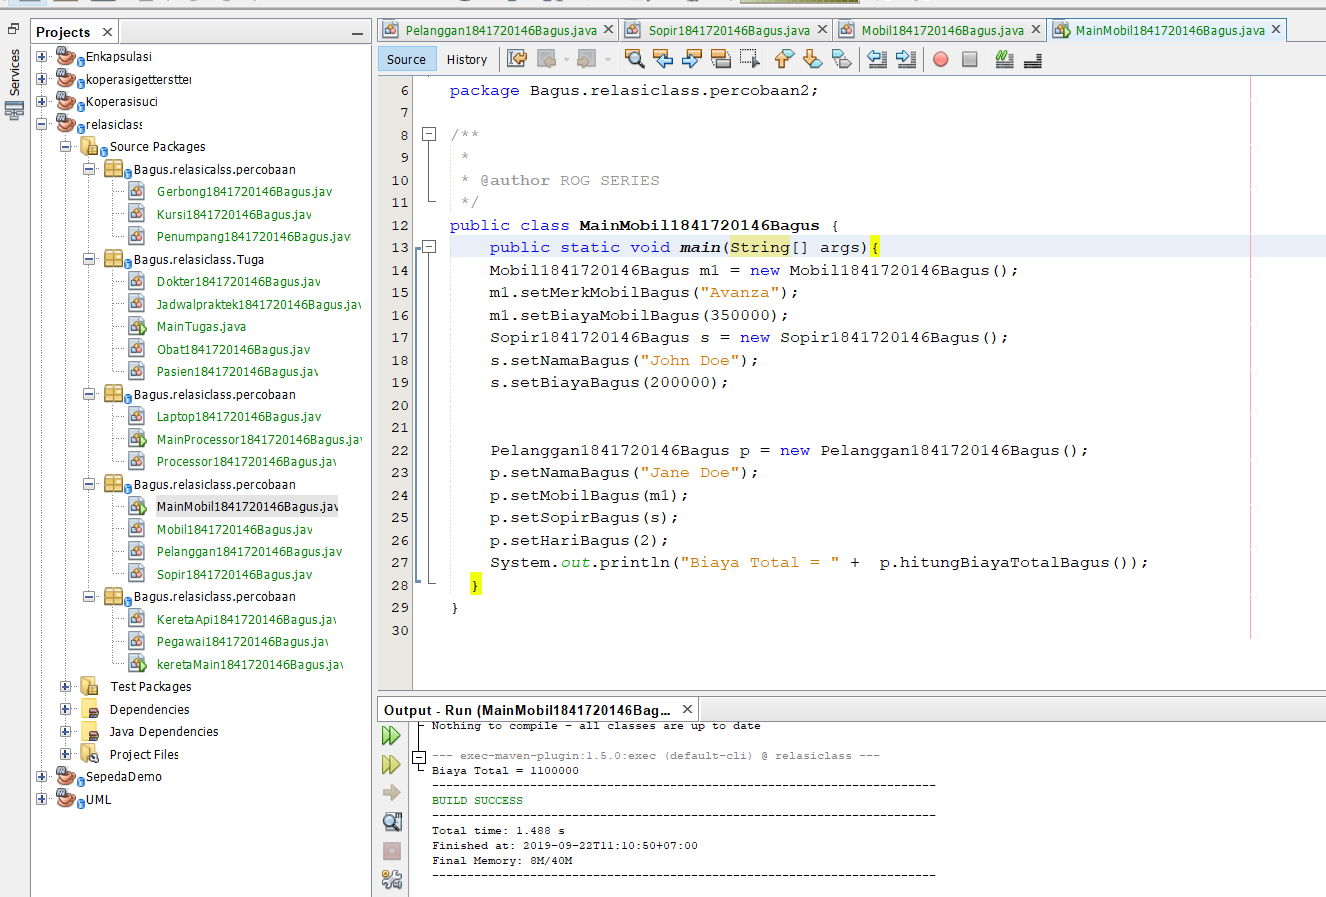 Projects
Services
Enkapsulasi
koperasigetterstter
Koperasisuci
relasiclass
Source Packages
Bagus.relasicalss.percobaan
Gerbong1841720146Bagus.jav
Kursi1841720146Bagus.jav
Penumpang1841720146Bagus.java
Bagus.relasiclass.Tuga
Dokter1841720146Bagus.jav
Jadwalpraktek1841720146Bagus.java
MainTugas.java
Obat1841720146Bagus.jav
Pasien1841720146Bagus.jav
Bagus.relasiclass.percobaan
Laptop1841720146Bagus.jav
MainProcessor1841720146Bagus.jav
Processor1841720146Bagus.jav
Bagus.relasiclass.percobaan
MainMobil1841720146Bagus.jav
Mobil1841720146Bagus.jav
Pelanggan1841720146Bagus.jav
Sopir1841720146Bagus.jav
Bagus.relasiclass.percobaan
KeretaApi1841720146Bagus.jav
Pegawai1841720146Bagus.jav
keretaMain1841720146Bagus.jav
Test Packages
Dependencies
Java Dependencies
Project Files
SepedaDemo
UML
Pelanggan1841720146Bagus.java Sopir1841720146Bagus.java Mobil1841720146Bagus.java MainMobil1841720146Bagus.java
Source History
6 package Bagus.relasiclass.percobaan2;
7
8 /**
9 *
10 * @author ROG SERIES
11 */
12 public class MainMobil1841720146Bagus {
13 public static void main(String[] args){
14 Mobil1841720146Bagus m1 = new Mobil1841720146Bagus();
15 m1.setMerkMobilBagus("Avanza");
16 m1.setBiayaMobilBagus(350000);
17 Sopir1841720146Bagus s = new Sopir1841720146Bagus();
18 s.setNamaBagus("John Doe");
19 s.setBiayaBagus(200000);
20
21
22 Pelanggan1841720146Bagus p = new Pelanggan1841720146Bagus();
23 p.setNamaBagus("Jane Doe");
24 p.setMobilBagus(m1);
25 p.setSopirBagus(s);
26 p.setHariBagus(2);
27 System.out.println("Biaya Total = " + p.hitungBiayaTotalBagus());
28 }
29 }
30
Output - Run (MainMobil1841720146Bag...
Nothing to compile - all classes are up to date
--- exec-maven-plugin:1.5.0:exec (default-cli) @ relasiclass ---
Biaya Total = 1100000
------------------------------------------------------------------------
BUILD SUCCESS
------------------------------------------------------------------------
Total time: 1.488 s
Finished at: 2019-09-22T11:10:50+07:00
Final Memory: 8M/40M
------------------------------------------------------------------------